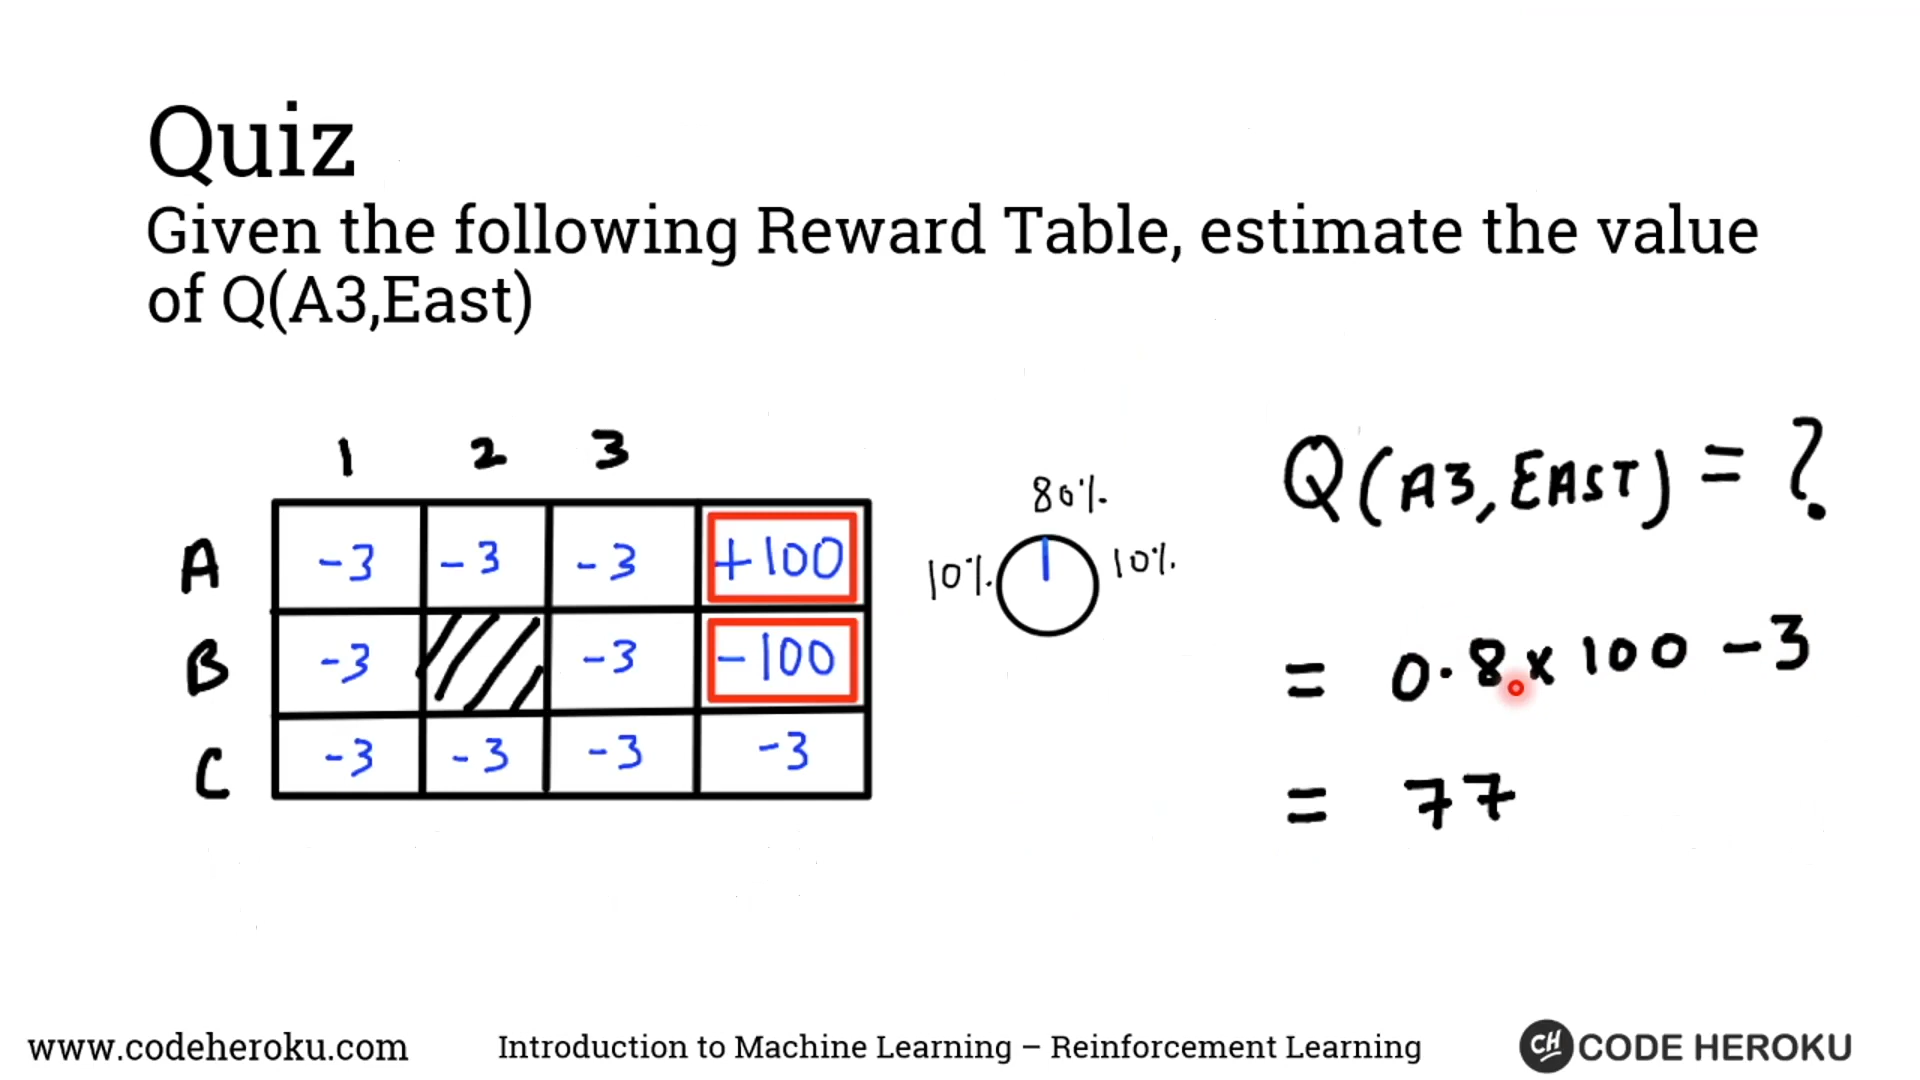 Quiz
Given the following Reward Table, estimate the value
of Q(A3,East)
1 2 3
A -3 -3 -3 +100
B -3 -3 -100
C -3 -3 -3 -3
80%
10% 10%
Q(A3, EAST) = ?
= 0.8 x 100 -3
= 77
www.codeheroku.com
Introduction to Machine Learning – Reinforcement Learning
CH CODE HEROKU